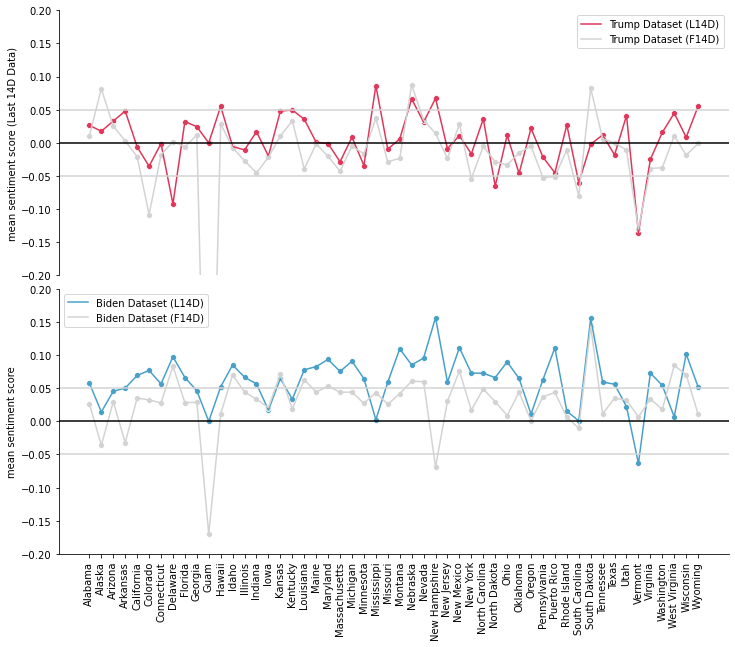 0.20
0.15
0.10
0.05
0.00
−0.05
−0.10
−0.15
−0.20
mean sentiment score (Last 14D Data)
Trump Dataset (L14D)
Trump Dataset (F14D)
0.20
0.15
0.10
0.05
0.00
−0.05
−0.10
−0.15
−0.20
mean sentiment score
Biden Dataset (L14D)
Biden Dataset (F14D)
Alabama
Alaska
Arizona
Arkansas
California
Colorado
Connecticut
Delaware
Florida
Georgia
Guam
Hawaii
Idaho
Illinois
Indiana
Iowa
Kansas
Kentucky
Louisiana
Maine
Maryland
Massachusetts
Michigan
Minnesota
Mississippi
Missouri
Montana
Nebraska
Nevada
New Hampshire
New Jersey
New Mexico
New York
North Carolina
North Dakota
Ohio
Oklahoma
Oregon
Pennsylvania
Puerto Rico
Rhode Island
South Carolina
South Dakota
Tennessee
Texas
Utah
Vermont
Virginia
Washington
West Virginia
Wisconsin
Wyoming